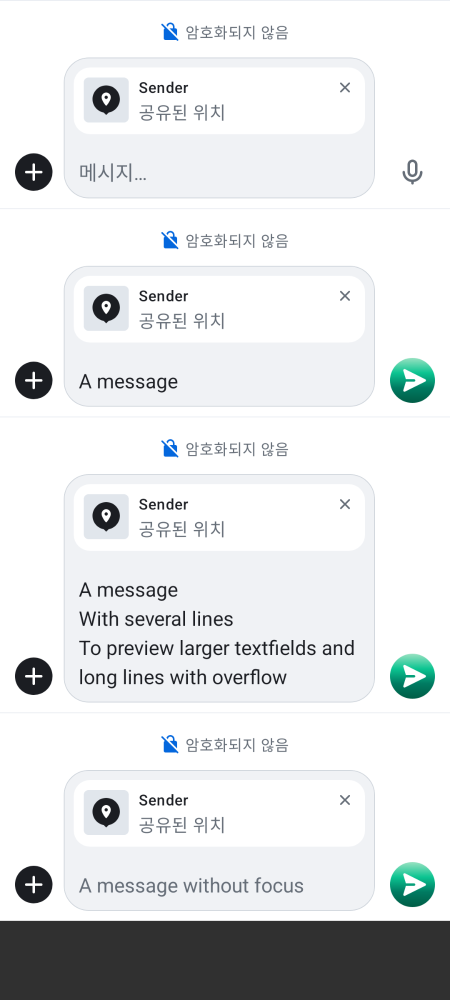 암호화되지 않음
Sender
공유된 위치
메시지...
암호화되지 않음
Sender
공유된 위치
A message
암호화되지 않음
Sender
공유된 위치
A message
With several lines
To preview larger textfields and
long lines with overflow
암호화되지 않음
Sender
공유된 위치
A message without focus